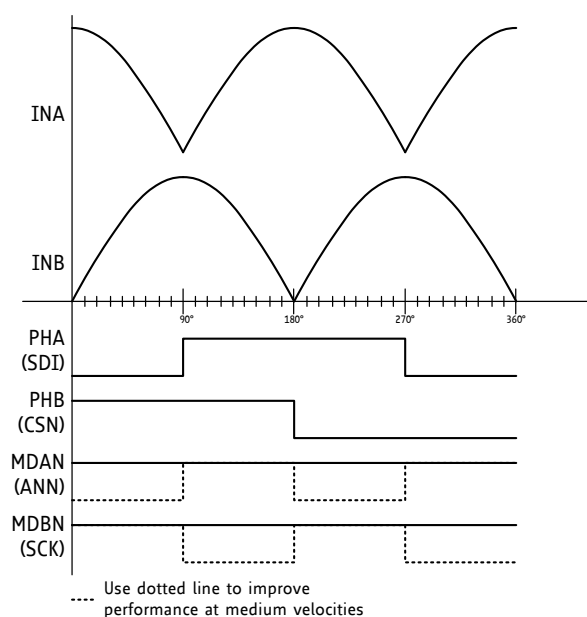 INA
INB
90° 180° 270° 360°
PHA
(SDI)
PHB
(CSN)
MDAN
(ANN)
MDBN
(SCK)
Use dotted line to improve
performance at medium velocities